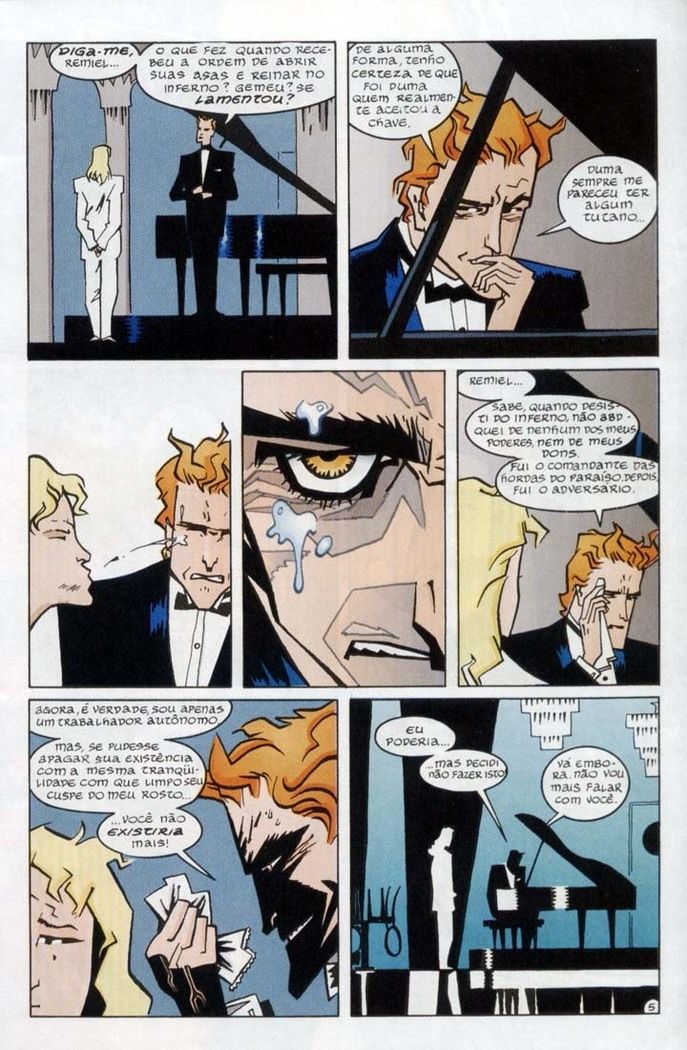 DIGA-ME,
REMIEL...
O QUE FEZ QUANDO RECE-
BEU A ORDEM DE ABRIR
SUAS ASAS E REINAR NO
INFERNO? GEMEU? SE
LAMENTOU?
DE ALGUMA
FORMA, TENHO
CERTEZA DE QUE
FOI DUMA
QUEM REALMEN-
TE ACEITOU A
CHAVE.
DUMA
SEMPRE ME
PARECEU TER
ALGUM
TUTANO...
REMIEL...
SABE, QUANDO DESIS-
TI DO INFERNO, NÃO ABD-
QUEI DE NENHUM DOS MEUS
PODERES, NEM DE MEUS
DONS.
FUI O COMANDANTE DAS
HORDAS DO PARAÍSO. DEPOIS,
FUI O ADVERSÁRIO.
AGORA, É VERDADE, SOU APENAS
UM TRABALHADOR AUTÔNOMO.
MAS, SE PUDESSE
APAGAR SUA EXISTÊNCIA
COM A MESMA TRANQÜI-
LIDADE COM QUE LIMPO SEU
CUSPE DO MEU ROSTO...
...VOCÊ NÃO
EXISTIRIA
MAIS!
EU
PODERIA...
...MAS DECIDI
NÃO FAZER ISTO.
VÁ EMBO-
RA. NÃO VOU
MAIS FALAR
COM VOCÊ.
5